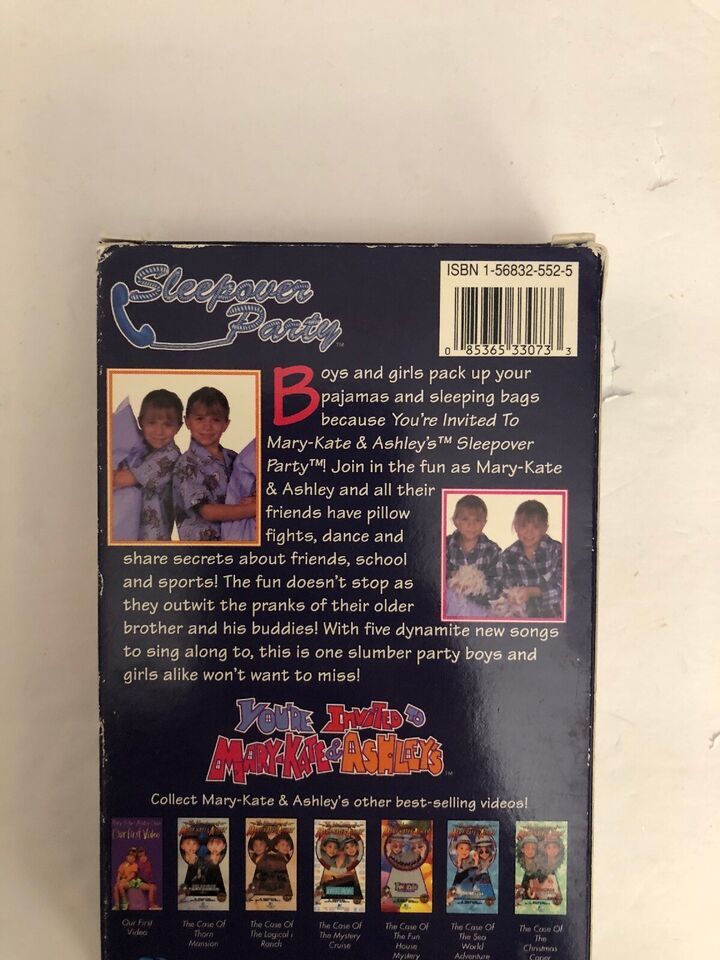 Sleepover
Party™
ISBN 1-56832-552-5
0 85365 33073 3
Boys and girls pack up your
pajamas and sleeping bags
because You're Invited To
Mary-Kate & Ashley's™ Sleepover
Party™! Join in the fun as Mary-Kate
& Ashley and all their
friends have pillow
fights, dance and
share secrets about friends, school
and sports! The fun doesn't stop as
they outwit the pranks of their older
brother and his buddies! With five dynamite new songs
to sing along to, this is one slumber party boys and
girls alike won't want to miss!
YOU'RE INVITED TO
MARY-KATE & ASHLEY'S™
Collect Mary-Kate & Ashley's other best-selling videos!
Our First Video
Our First
Video
The Case Of
Thorn
Mansion
The Case Of
The Logical i
Ranch
The Case Of
The Mystery
Cruise
The Case Of
The Fun
House
Mystery
The Case Of
The Sea
World
Adventure
The Case Of
The
Christmas
Caper